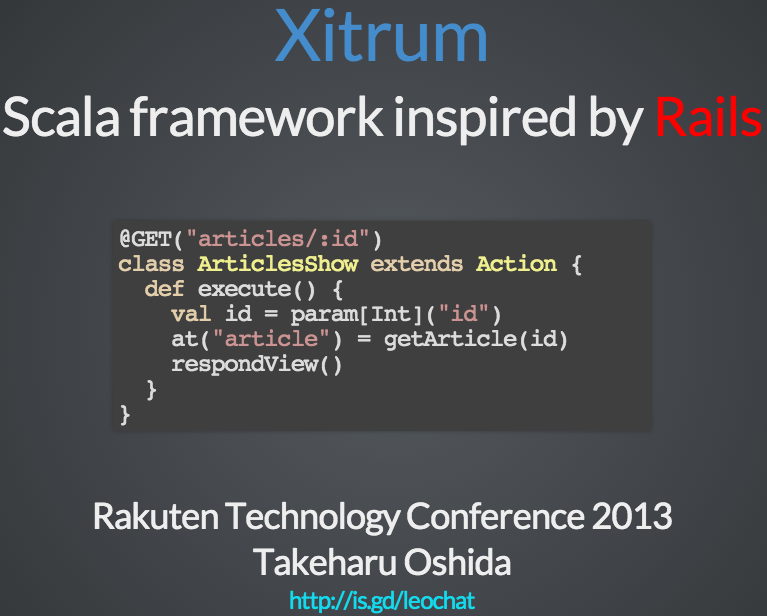 Xitrum
Scala framework inspired by Rails
@GET("articles/:id")
class ArticlesShow extends Action {
  def execute() {
    val id = param[Int]("id")
    at("article") = getArticle(id)
    respondView()
  }
}
Rakuten Technology Conference 2013
Takeharu Oshida
http://is.gd/leochat